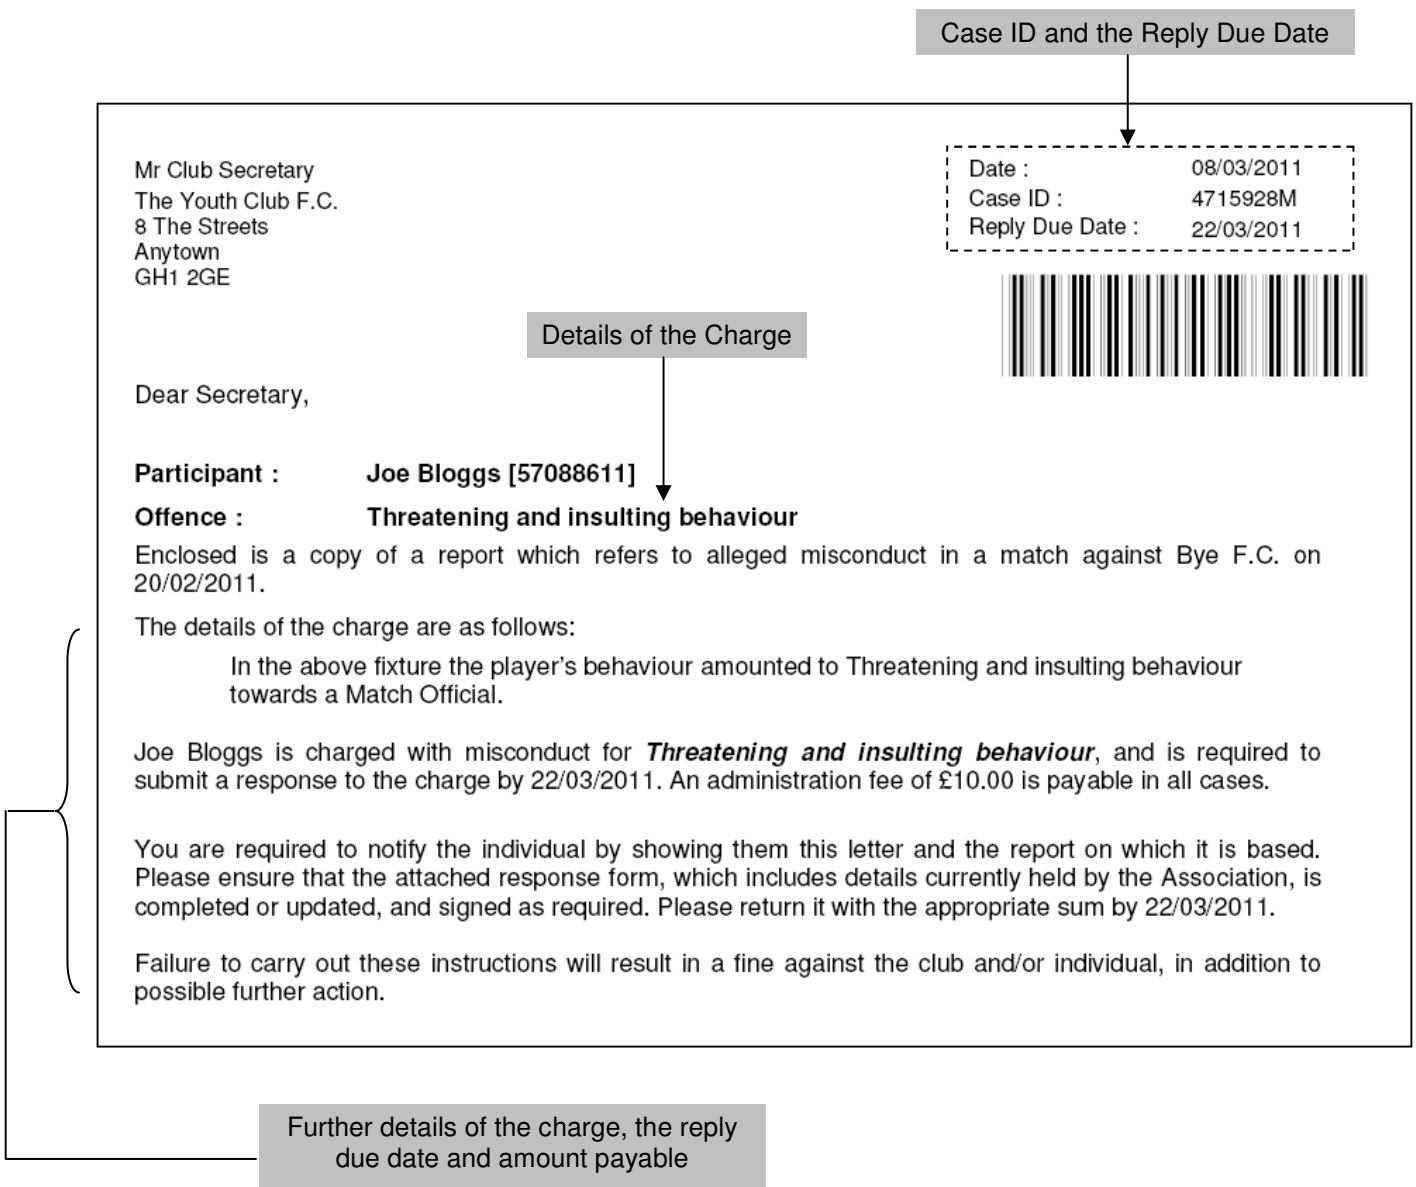 Case ID and the Reply Due Date
Mr Club Secretary
The Youth Club F.C.
8 The Streets
Anytown
GH1 2GE
Date : 08/03/2011
Case ID : 4715928M
Reply Due Date : 22/03/2011
Details of the Charge
Dear Secretary,
Participant : Joe Bloggs [57088611]
Offence : Threatening and insulting behaviour
Enclosed is a copy of a report which refers to alleged misconduct in a match against Bye F.C. on
20/02/2011.
The details of the charge are as follows:
In the above fixture the player's behaviour amounted to Threatening and insulting behaviour
towards a Match Official.
Joe Bloggs is charged with misconduct for Threatening and insulting behaviour, and is required to
submit a response to the charge by 22/03/2011. An administration fee of £10.00 is payable in all cases.
You are required to notify the individual by showing them this letter and the report on which it is based.
Please ensure that the attached response form, which includes details currently held by the Association, is
completed or updated, and signed as required. Please return it with the appropriate sum by 22/03/2011.
Failure to carry out these instructions will result in a fine against the club and/or individual, in addition to
possible further action.
Further details of the charge, the reply
due date and amount payable